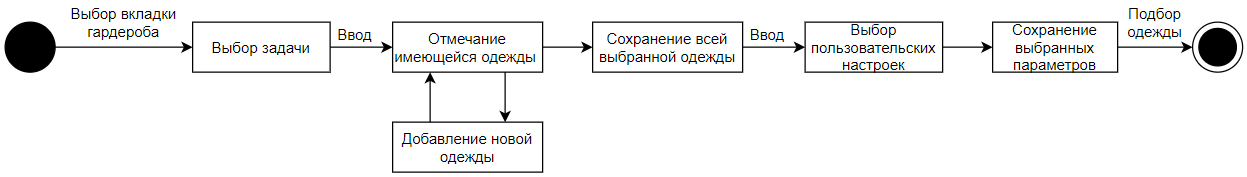 Выбор вкладки
гардероба
Выбор задачи
Ввод
Отмечание
имеющейся одежды
Добавление новой
одежды
Сохранение всей
выбранной одежды
Ввод
Выбор
пользовательских
настроек
Сохранение
выбранных
параметров
Подбор
одежды